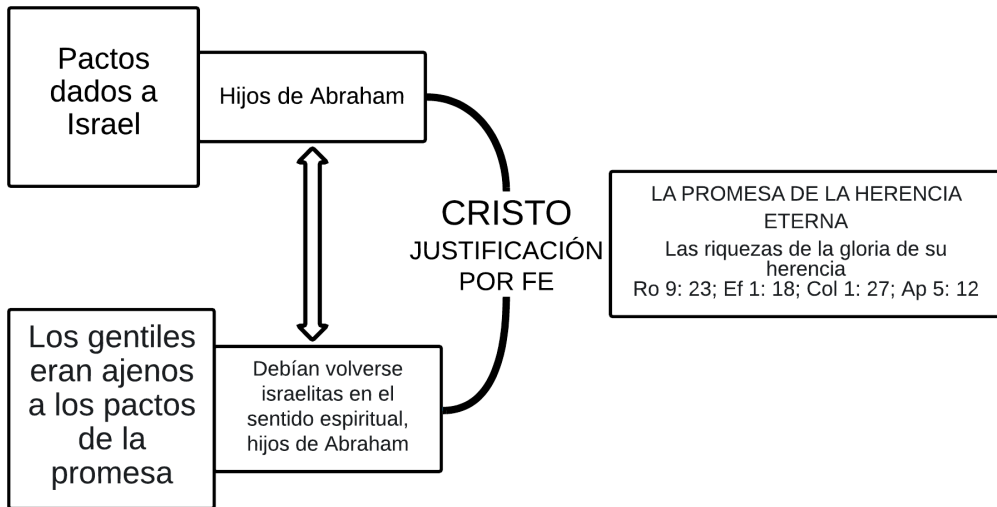 Pactos
dados a
Israel
Hijos de Abraham
CRISTO
JUSTIFICACIÓN
POR FE
LA PROMESA DE LA HERENCIA
ETERNA
Las riquezas de la gloria de su
herencia
Ro 9: 23; Ef 1: 18; Col 1: 27; Ap 5: 12
Los gentiles
eran ajenos
a los pactos
de la
promesa
Debían volverse
israelitas en el
sentido espiritual,
hijos de Abraham